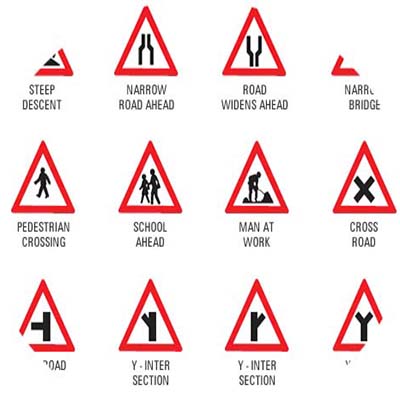 STEEP
DESCENT
NARROW
ROAD AHEAD
ROAD
WIDENS AHEAD
BRIDGE
PEDESTRIAN
CROSSING
SCHOOL
AHEAD
MAN AT
WORK
CROSS
ROAD
ROAD
Y - INTER
SECTION
Y - INTER
SECTION